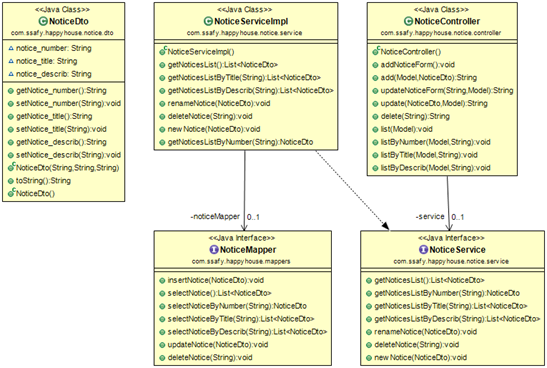 <<Java Class>>
NoticeDto
com.ssafy.happyhouse.notice.dto
notice_number: String
notice_title: String
notice_describ: String
getNotice_number():String
setNotice_number(String):void
getNotice_title():String
setNotice_title(String):void
getNotice_describ():String
setNotice_describ(String):void
NoticeDto(String,String,String)
toString():String
NoticeDto()
<<Java Class>>
NoticeServiceImpl
com.ssafy.happyhouse.notice.service
NoticeServiceImpl()
getNoticesList():List<NoticeDto>
getNoticesListByTitle(String):List<NoticeDto>
getNoticesListByDescrib(String):List<NoticeDto>
renameNotice(NoticeDto):void
deleteNotice(String):void
newNotice(NoticeDto):void
getNoticesListByNumber(String):NoticeDto
<<Java Class>>
NoticeController
com.ssafy.happyhouse.notice.controller
NoticeController()
addNoticeForm():void
add(Model,NoticeDto):String
updateNoticeForm(Model,String):String
update(NoticeDto,Model):String
delete(String):String
list(Model):void
listByNumber(Model,String):void
listByTitle(Model,String):void
listByDescrib(Model,String):void
-noticeMapper 0..1
-service 0..1
<<Java Interface>>
NoticeMapper
com.ssafy.happyhouse.mappers
insertNotice(NoticeDto):void
selectNotice():List<NoticeDto>
selectNoticeByNumber(String):NoticeDto
selectNoticeByTitle(String):List<NoticeDto>
selectNoticeByDescrib(String):List<NoticeDto>
updateNotice(NoticeDto):void
deleteNotice(String):void
<<Java Interface>>
NoticeService
com.ssafy.happyhouse.notice.service
getNoticesList():List<NoticeDto>
getNoticesListByNumber(String):NoticeDto
getNoticesListByTitle(String):List<NoticeDto>
getNoticesListByDescrib(String):List<NoticeDto>
renameNotice(NoticeDto):void
deleteNotice(String):void
newNotice(NoticeDto):void